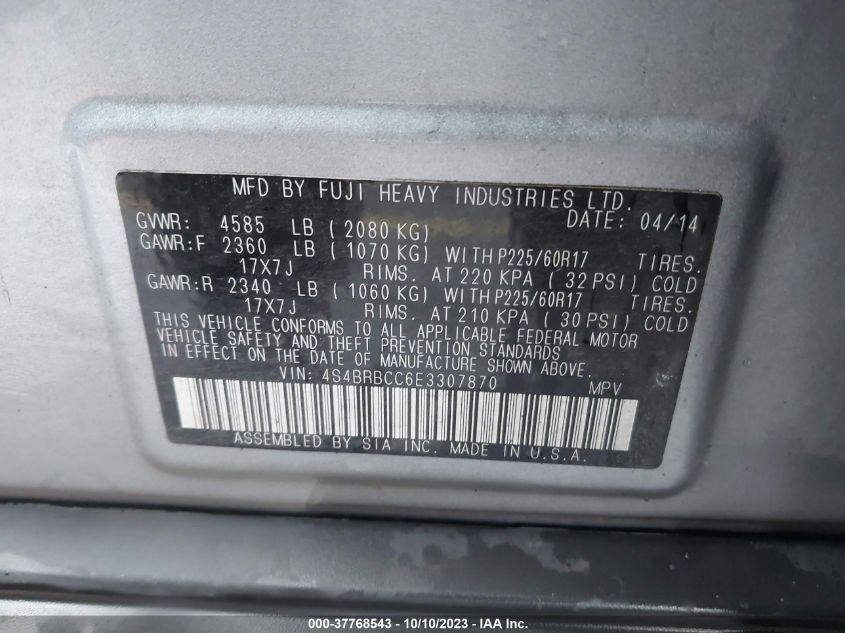 MFD BY FUJI HEAVY INDUSTRIES LTD.
DATE: 04/14
GVWR: 4585 LB ( 2080 KG)
GAWR:F 2360 LB ( 1070 KG) WITH P225/60R17 TIRES.
17X7J RIMS. AT 220 KPA ( 32 PSI) COLD
GAWR:R 2340 LB ( 1060 KG) WITH P225/60R17 TIRES.
17X7J RIMS. AT 210 KPA ( 30 PSI) COLD
THIS VEHICLE CONFORMS TO ALL APPLICABLE FEDERAL MOTOR
VEHICLE SAFETY AND THEFT PREVENTION STANDARDS
IN EFFECT ON THE DATE OF MANUFACTURE SHOWN ABOVE.
VIN: 4S4BRBCC6E3307870 MPV
ASSEMBLED BY SIA INC. MADE IN U.S.A.
000-37768543 - 10/10/2023 - IAA Inc.